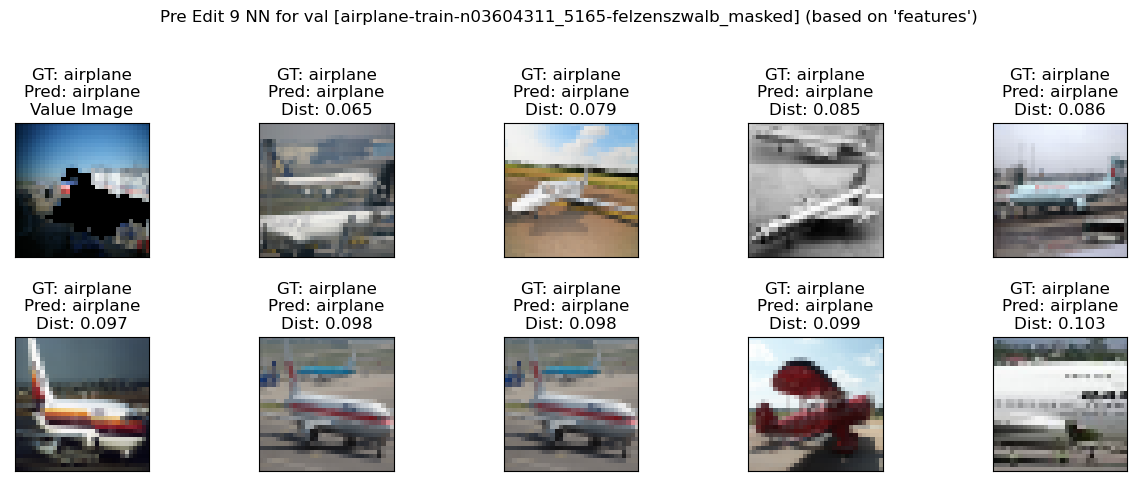 Pre Edit 9 NN for val [airplane-train-n03604311_5165-felzenszwalb_masked] (based on 'features')
GT: airplane
Pred: airplane
Value Image
GT: airplane
Pred: airplane
Dist: 0.065
GT: airplane
Pred: airplane
Dist: 0.079
GT: airplane
Pred: airplane
Dist: 0.085
GT: airplane
Pred: airplane
Dist: 0.086
GT: airplane
Pred: airplane
Dist: 0.097
GT: airplane
Pred: airplane
Dist: 0.098
GT: airplane
Pred: airplane
Dist: 0.098
GT: airplane
Pred: airplane
Dist: 0.099
GT: airplane
Pred: airplane
Dist: 0.103